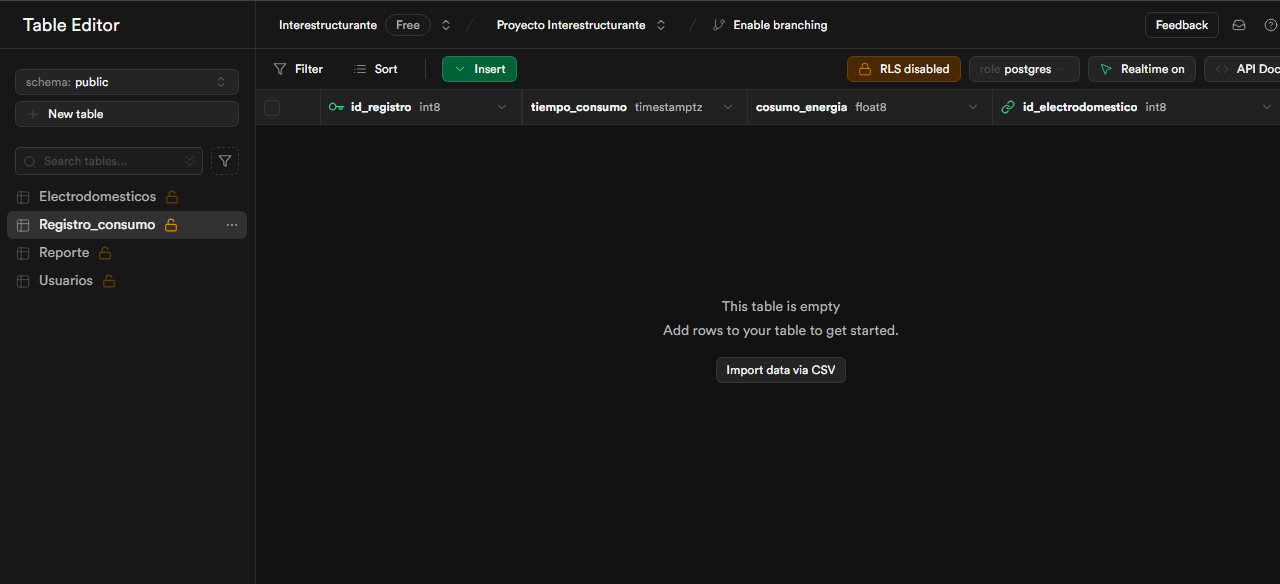 Table Editor
Interestructurante Free / Proyecto Interestructurante / Enable branching Feedback
schema: public
New table
Search tables...
Electrodomesticos
Registro_consumo
Reporte
Usuarios
Filter Sort Insert RLS disabled role postgres Realtime on API Doc
id_registro int8 tiempo_consumo timestamptz cosumo_energia float8 id_electrodomestico int8
This table is empty
Add rows to your table to get started.
Import data via CSV